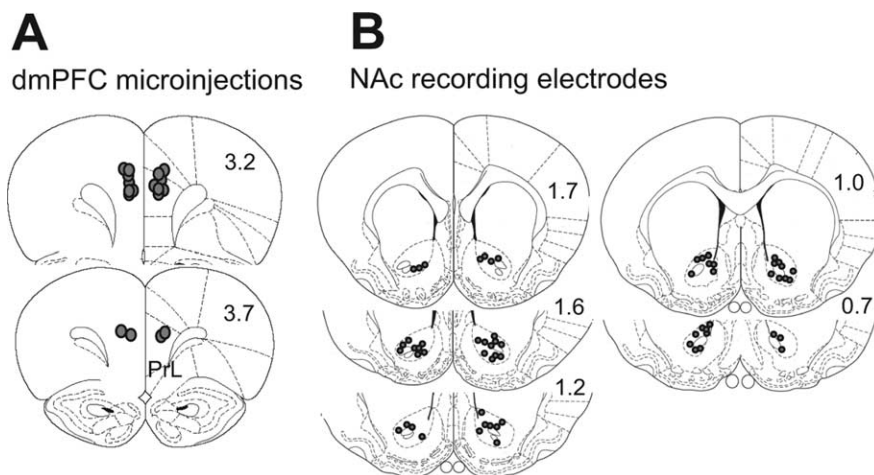 A
dmPFC microinjections
3.2
3.7
PrL
B
NAc recording electrodes
1.7
1.0
1.6
0.7
1.2